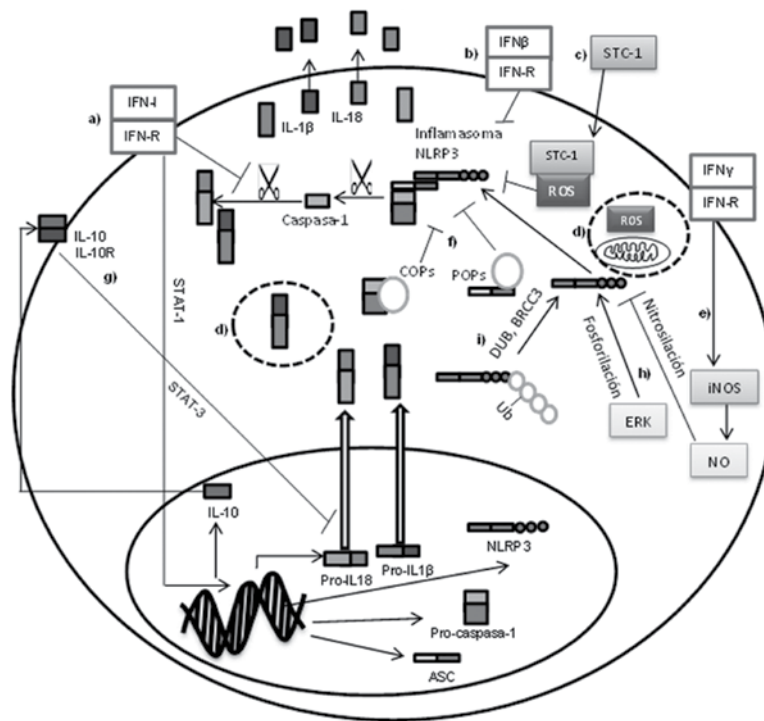 a)
IFN-I
IFN-R
IL-1β
IL-18
b)
IFNβ
IFN-R
c)
STC-1
Inflamasoma
NLRP3
STC-1
ROS
IFNγ
IFN-R
Caspasa-1
d)
ROS
IL-10
IL-10R
g)
STAT-1
f)
COPs
POPs
d)
STAT-3
i)
DUB, BRCC3
Ub
Fosforilación
h)
Nitrosilación
e)
iNOS
ERK
NO
IL-10
Pro-IL18
Pro-IL1β
NLRP3
Pro-caspasa-1
ASC